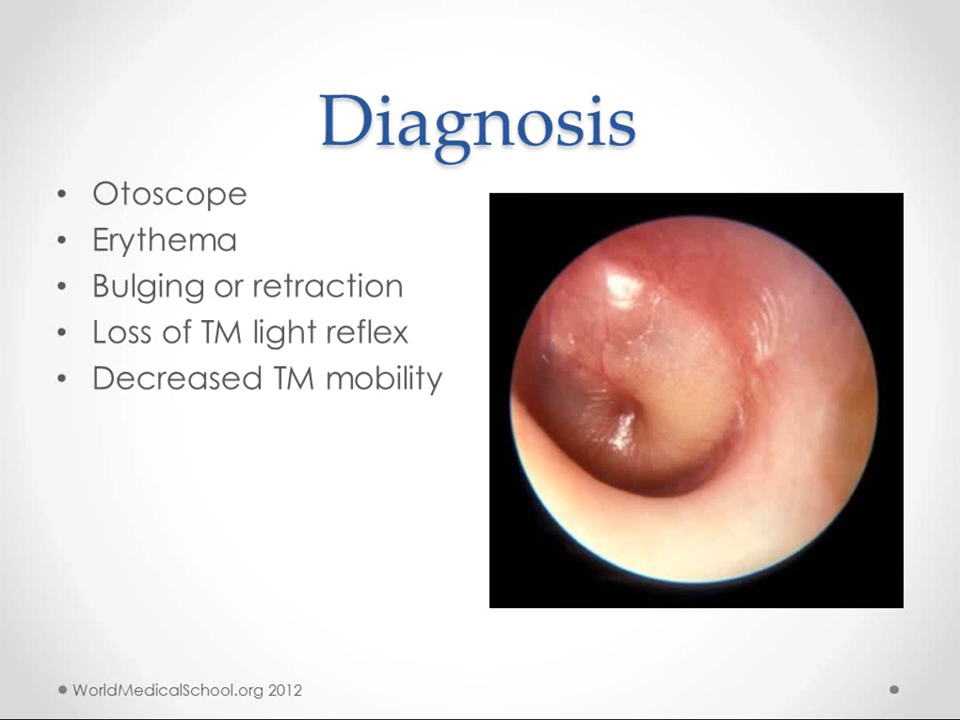 Diagnosis
• Otoscope
• Erythema
• Bulging or retraction
• Loss of TM light reflex
• Decreased TM mobility
WorldMedicalSchool.org 2012